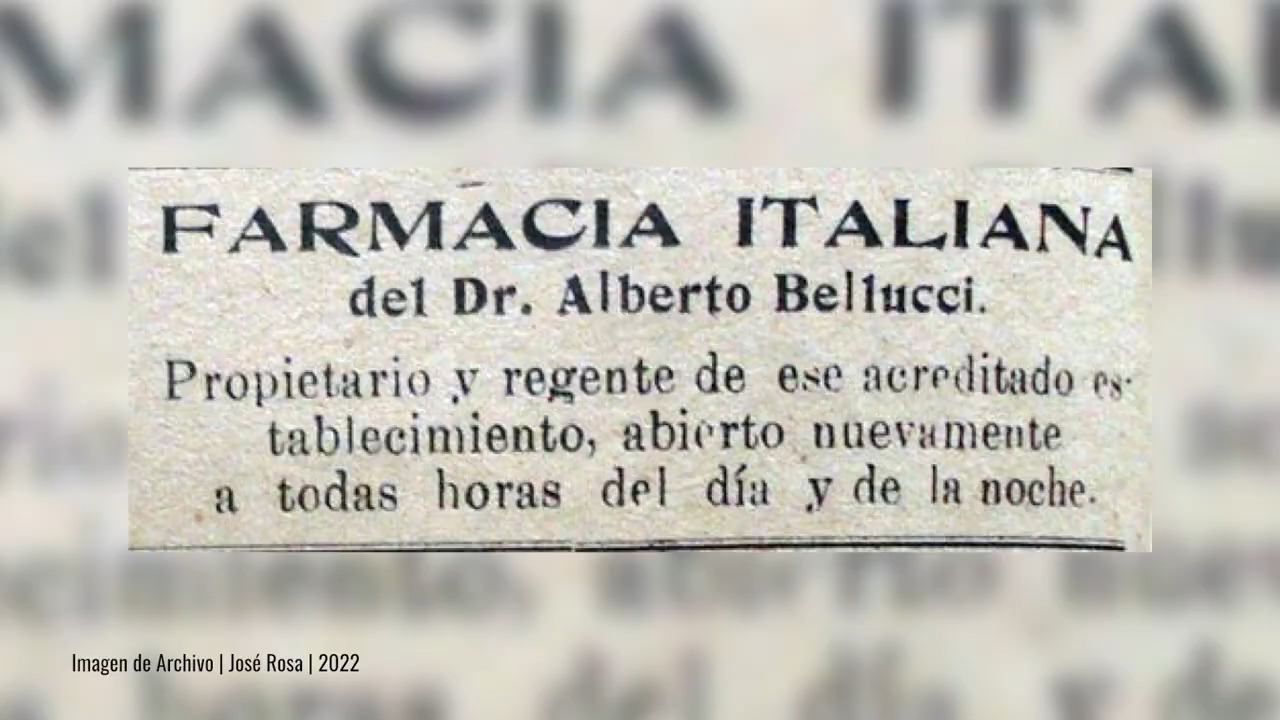 FARMACIA ITALIANA
del Dr. Alberto Bellucci.
Propietario y regente de ese acreditado es-
tablecimiento, abierto nuevamente
a todas horas del día y de la noche.
Imagen de Archivo | José Rosa | 2022